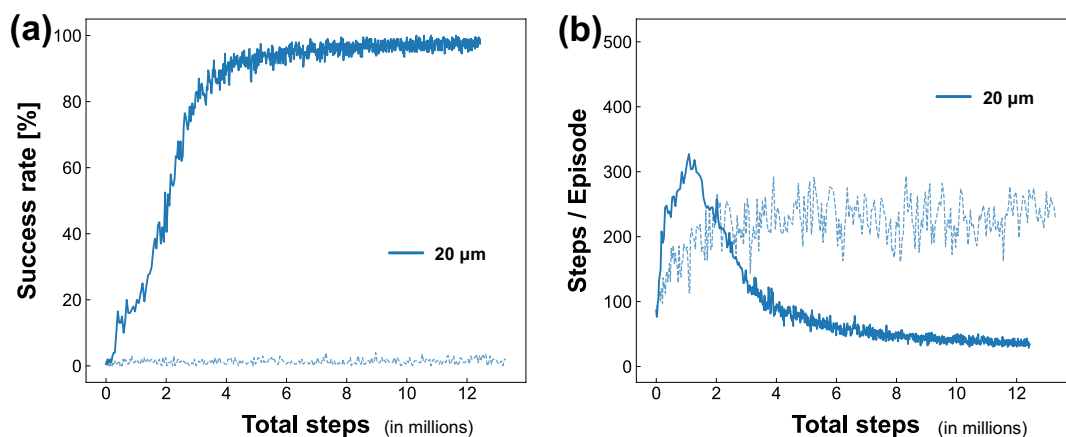 (a)
Success rate [%]
100
80
60
40
20
0
20 µm
0 2 4 6 8 10 12
Total steps (in millions)
(b)
Steps / Episode
500
400
300
200
100
0
20 µm
0 2 4 6 8 10 12
Total steps (in millions)